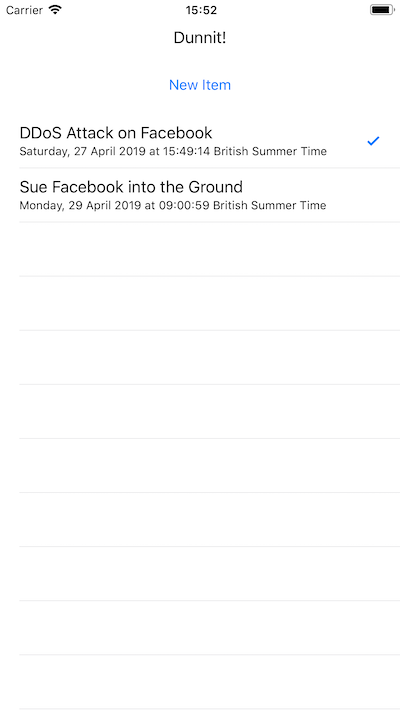 Carrier 15:52
Dunnit!
New Item
DDoS Attack on Facebook
Saturday, 27 April 2019 at 15:49:14 British Summer Time
Sue Facebook into the Ground
Monday, 29 April 2019 at 09:00:59 British Summer Time